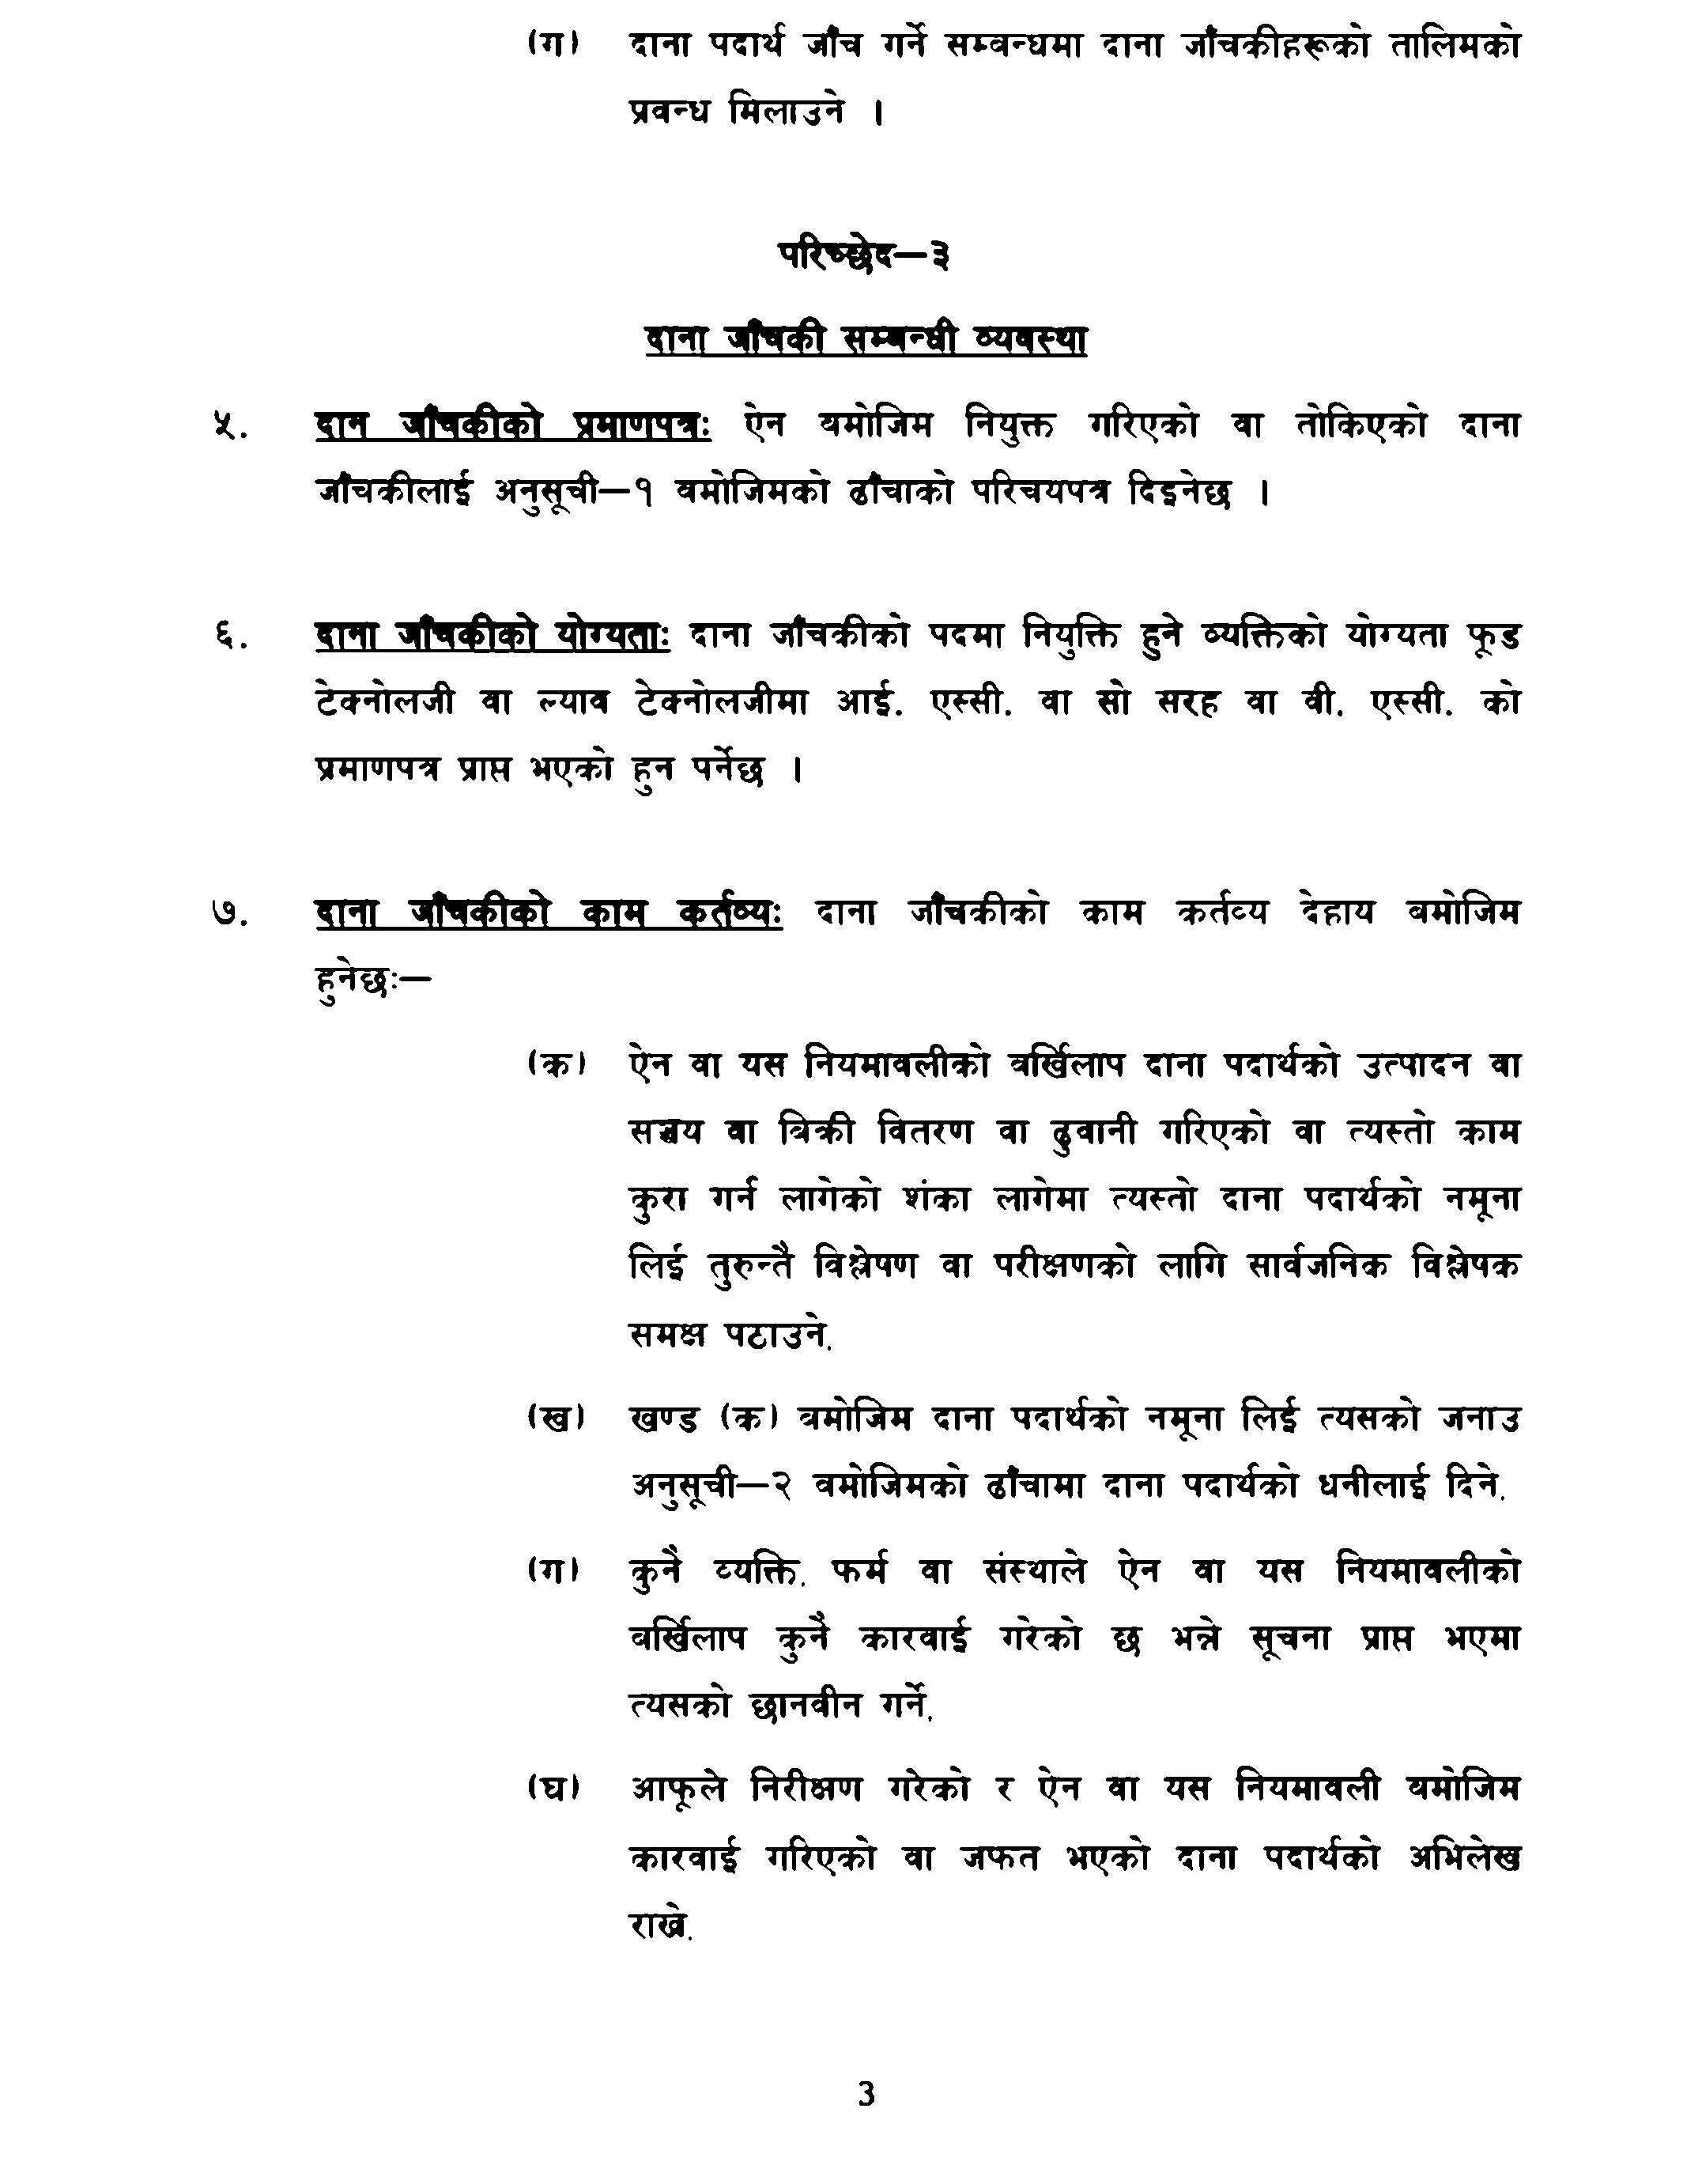 (ग) दाना पदार्थ जाँच गर्ने सम्बन्धमा दाना जाँचकीहरूको तालिमको
प्रबन्ध मिलाउने ।
परिच्छेद—३
दाना जाँचकी सम्बन्धी व्यवस्था
५. दान जाँचकीको प्रमाणपत्रः ऐन बमोजिम नियुक्त गरिएको वा तोकिएको दाना
जाँचकीलाई अनुसूची—१ बमोजिमको ढाँचाको परिचयपत्र दिइनेछ ।
६. दाना जाँचकीको योग्यताः दाना जाँचकीको पदमा नियुक्ति हुने व्यक्तिको योग्यता फूड
टेक्नोलजी वा ल्याब टेक्नोलजीमा आई. एस्सी. वा सो सरह वा बी. एस्सी. को
प्रमाणपत्र प्राप्त भएको हुन पर्नेछ ।
७. दाना जाँचकीको काम कर्तव्यः दाना जाँचकीको काम कर्तव्य देहाय बमोजिम
हुनेछः—
(क) ऐन वा यस नियमावलीको बर्खिलाप दाना पदार्थको उत्पादन वा
सञ्चय वा बिक्री वितरण वा ढुवानी गरिएको वा त्यस्तो काम
कुरा गर्न लागेको शंका लागेमा त्यस्तो दाना पदार्थको नमूना
लिई तुरुन्तै विश्लेषण वा परीक्षणको लागि सार्वजनिक विश्लेषक
समक्ष पठाउने,
(ख) खण्ड (क) बमोजिम दाना पदार्थको नमूना लिई त्यसको जनाउ
अनुसूची—२ बमोजिमको ढाँचामा दाना पदार्थको धनीलाई दिने,
(ग) कुनै व्यक्ति, फर्म वा संस्थाले ऐन वा यस नियमावलीको
बर्खिलाप कुनै कारवाई गरेको छ भन्ने सूचना प्राप्त भएमा
त्यसको छानबीन गर्ने,
(घ) आफूले निरीक्षण गरेको र ऐन वा यस नियमावली बमोजिम
कारवाई गरिएको वा जफत भएको दाना पदार्थको अभिलेख
राख्ने,
3